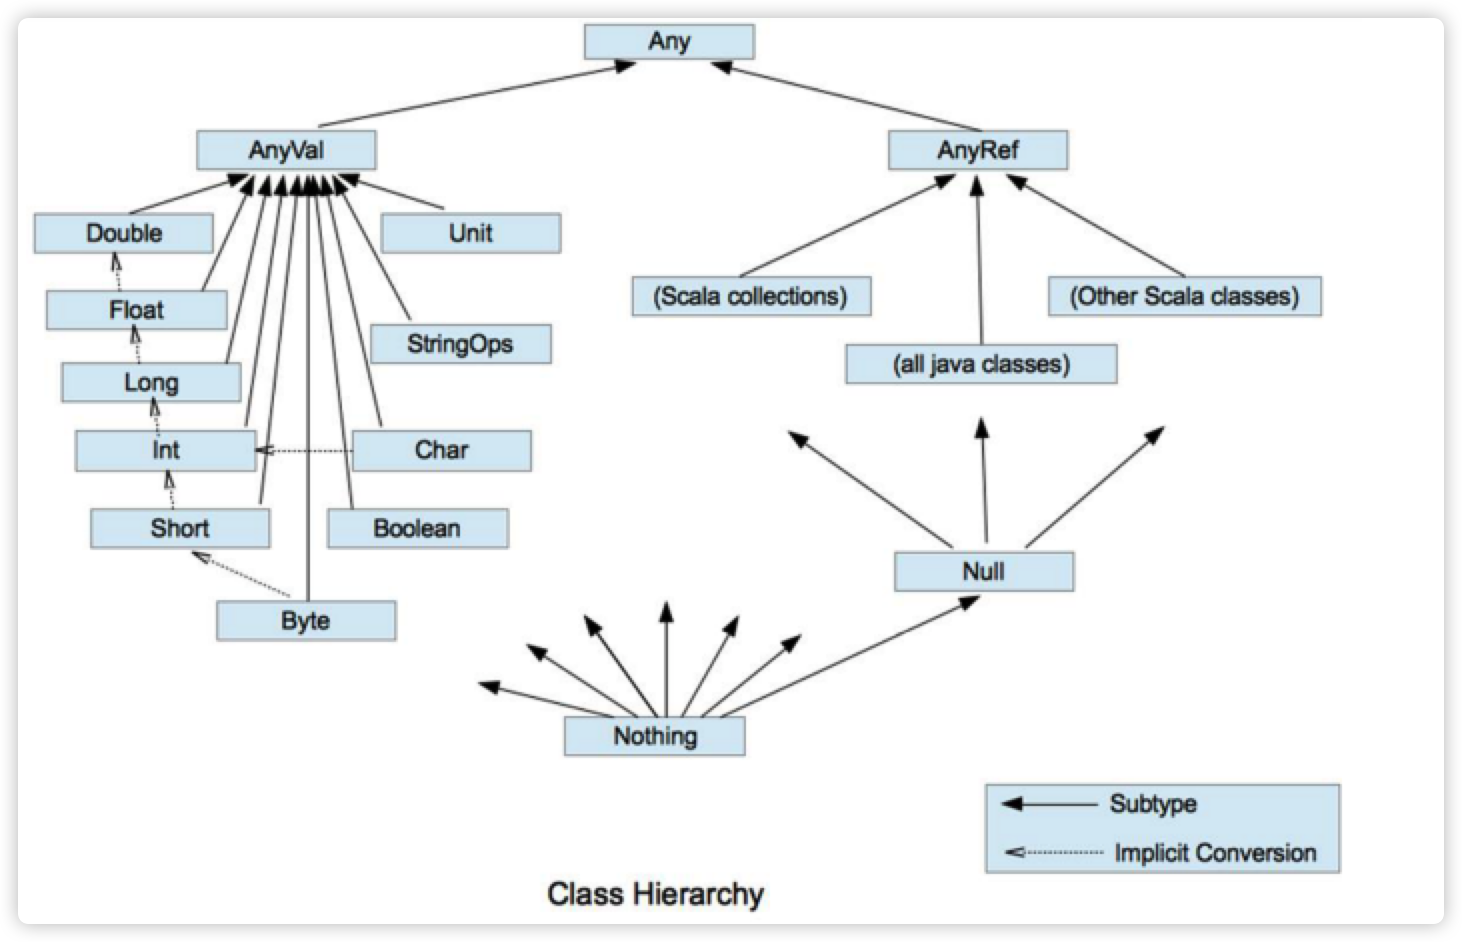 Any
AnyVal
AnyRef
Double
Unit
(Scala collections)
(Other Scala classes)
Float
StringOps
(all java classes)
Long
Int
Char
Short
Boolean
Null
Byte
Nothing
Subtype
Implicit Conversion
Class Hierarchy